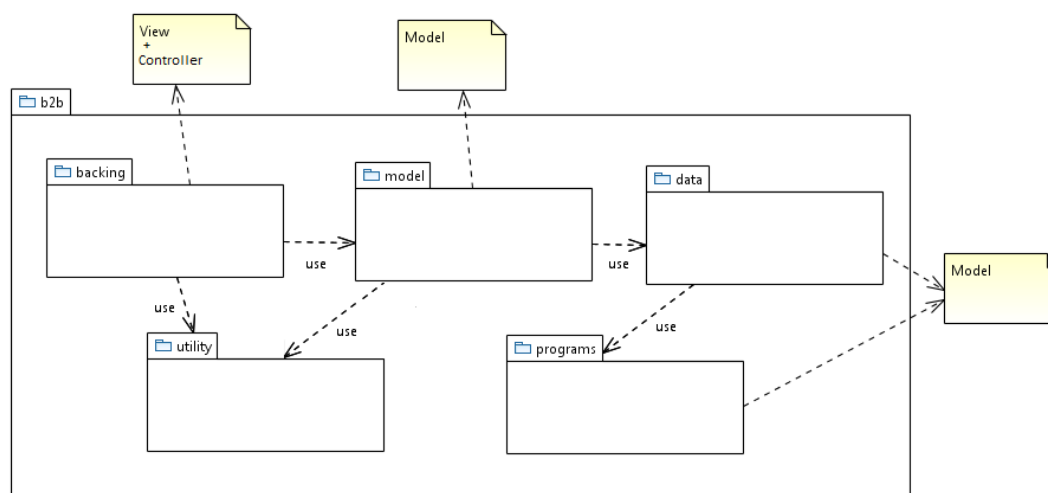 View
+
Controller
Model
b2b
backing
model
data
use
use
Model
use
use
use
utility
programs